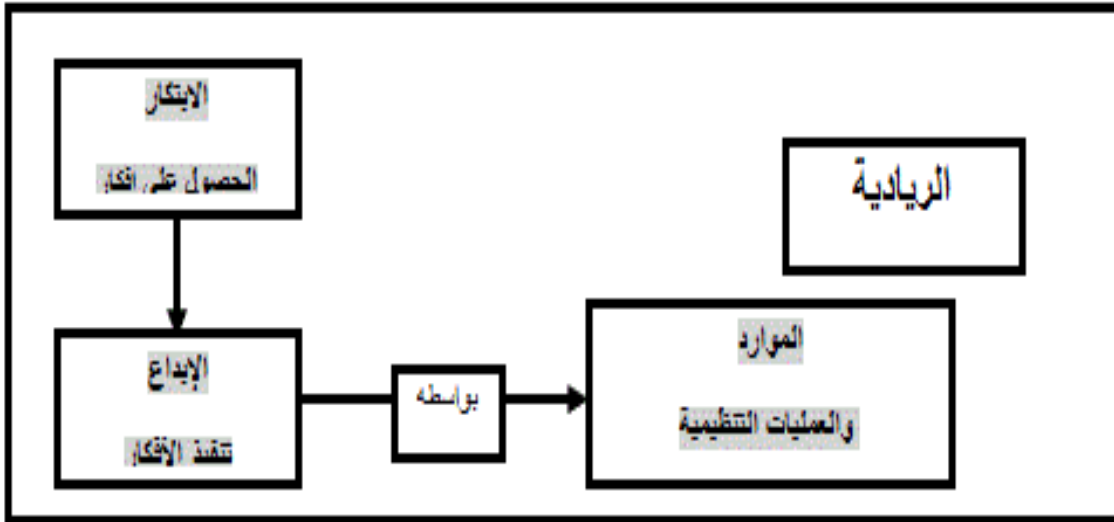 الابتكار
الحصول على افكار
الريادية
الإبداع
تنفيذ الأفكار
بواسطه
الموارد
والعمليات التنظيمية